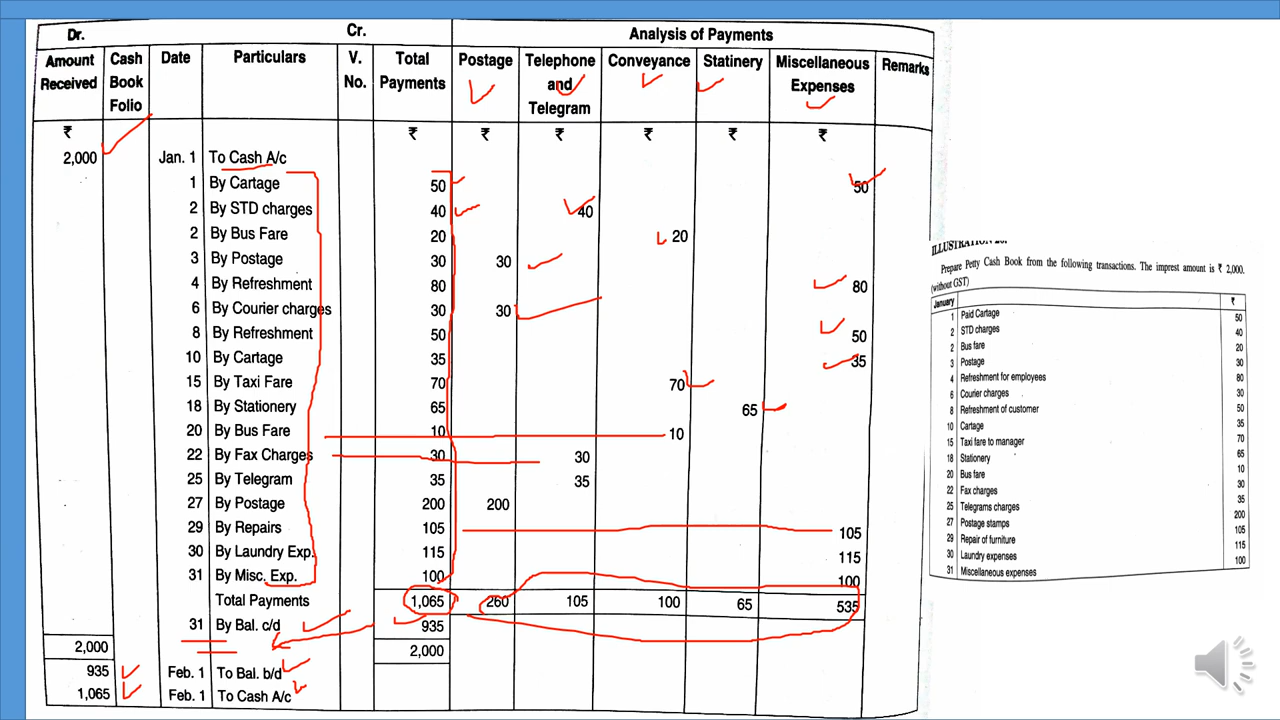 Dr. Cr. Analysis of Payments
Amount Received Cash Book Folio Date Particulars V. No. Total Payments Postage Telephone and Telegram Conveyance Statinery Miscellaneous Expenses Remarks
₹ ₹ ₹ ₹ ₹ ₹ ₹
2,000 Jan. 1 To Cash A/c
1 By Cartage 50 50
2 By STD charges 40 40
2 By Bus Fare 20 20
3 By Postage 30 30
4 By Refreshment 80 80
6 By Courier charges 30 30
8 By Refreshment 50 50
10 By Cartage 35 35
15 By Taxi Fare 70 70
18 By Stationery 65 65
20 By Bus Fare 10 10
22 By Fax Charges 30 30
25 By Telegram 35 35
27 By Postage 200 200
29 By Repairs 105 105
30 By Laundry Exp. 115 115
31 By Misc. Exp. 100 100
Total Payments 1,065 260 105 100 65 535
31 By Bal. c/d 935
2,000 2,000
935 Feb. 1 To Bal. b/d
1,065 Feb. 1 To Cash A/c
Prepare Petty Cash Book from the following transactions. The imprest amount is ₹ 2,000.
(without GST)
January ₹
1 Paid Cartage 50
2 STD charges 40
2 Bus fare 20
3 Postage 30
4 Refreshment for employees 80
6 Courier charges 30
8 Refreshment of customer 50
10 Cartage 35
15 Taxi fare to manager 70
18 Stationery 65
20 Bus fare 10
22 Fax charges 30
25 Telegrams charges 35
27 Postage stamps 200
29 Repair of furniture 105
30 Laundry expenses 115
31 Miscellaneous expenses 100